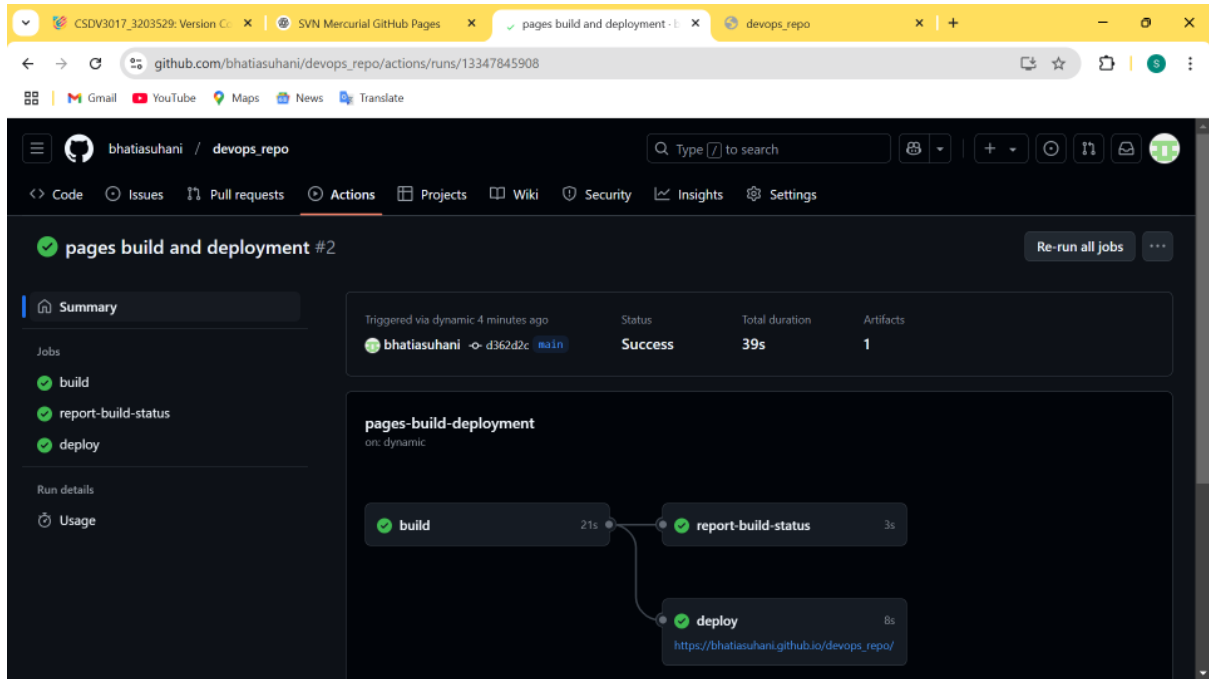 CSDV3017_3203529: Version Co
SVN Mercurial GitHub Pages
pages build and deployment · b
devops_repo
github.com/bhatiasuhani/devops_repo/actions/runs/13347845908
S
Gmail YouTube Maps News Translate
bhatiasuhani / devops_repo
Type / to search
Code Issues Pull requests Actions Projects Wiki Security Insights Settings
pages build and deployment #2
Re-run all jobs
Summary
Jobs
build
report-build-status
deploy
Run details
Usage
Triggered via dynamic 4 minutes ago Status Total duration Artifacts
bhatiasuhani d362d2c main Success 39s 1
pages-build-deployment
on: dynamic
build 21s
report-build-status 3s
deploy 8s
https://bhatiasuhani.github.io/devops_repo/